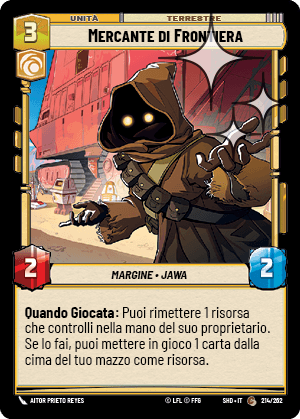 UNITÀ
TERRESTRE
3
MERCANTE DI FRONTIERA
2
2
MARGINE • JAWA
Quando Giocata: Puoi rimettere 1 risorsa
che controlli nella mano del suo proprietario.
Se lo fai, puoi mettere in gioco 1 carta dalla
cima del tuo mazzo come risorsa.
AITOR PRIETO REYES
© LFL © FFG
SHD • IT
214/262